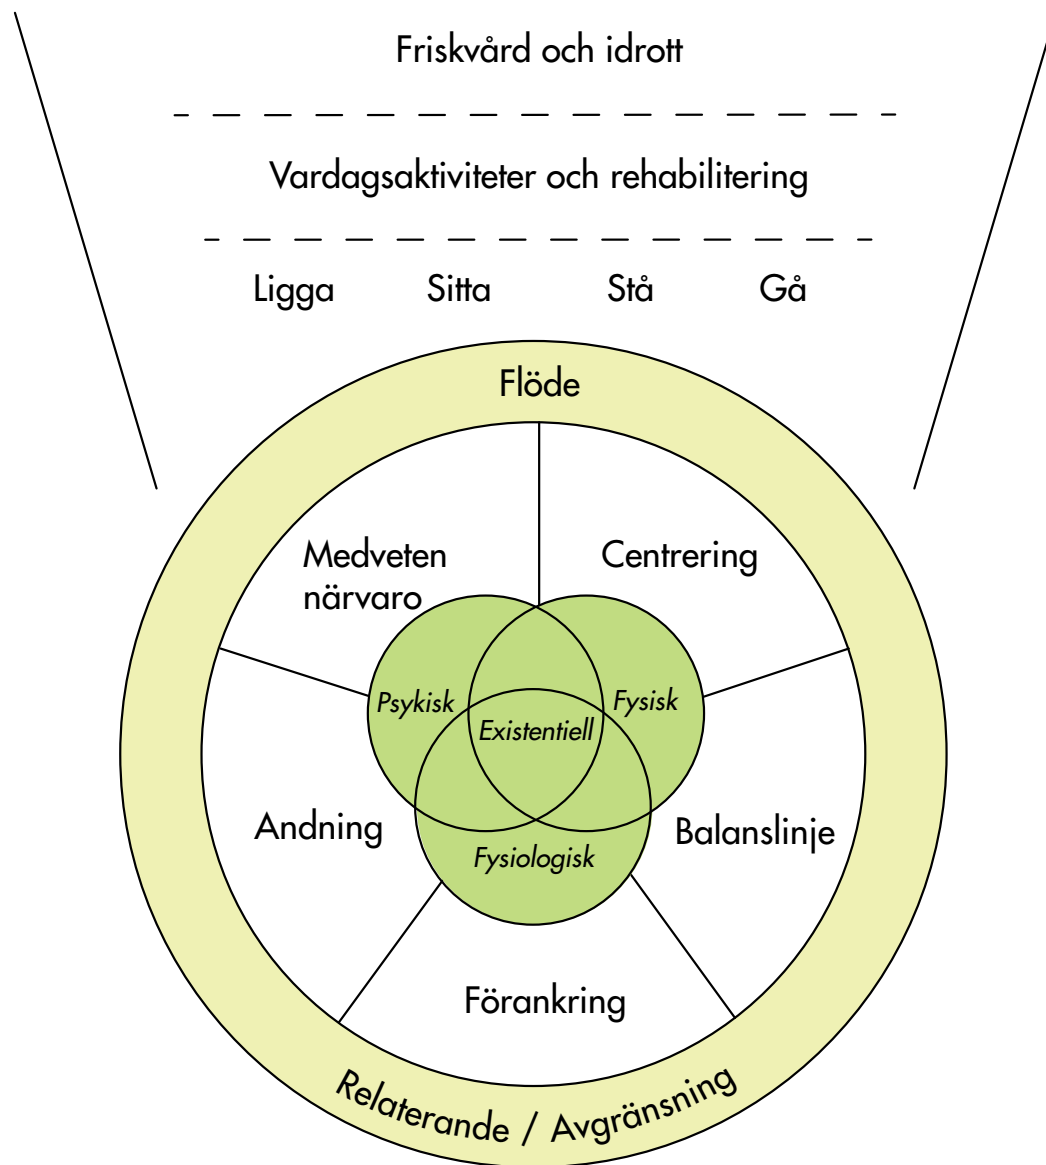 Friskvård och idrott
Vardagsaktiviteter och rehabilitering
Ligga Sitta Stå Gå
Flöde
Medveten
närvaro
Centrering
Psykisk
Fysisk
Existentiell
Andning
Balanslinje
Fysiologisk
Förankring
Relaterande / Avgränsning